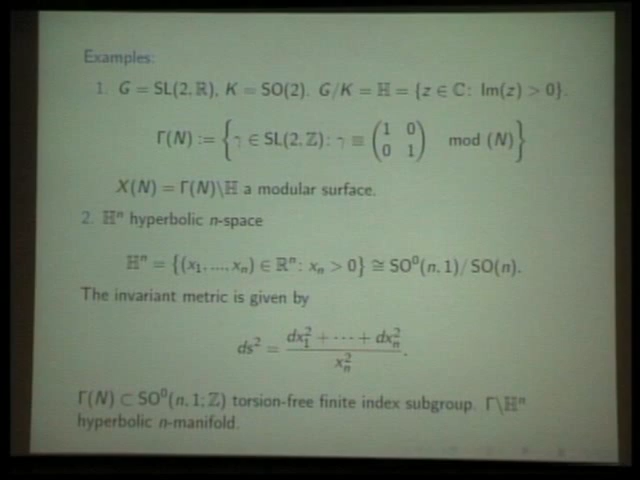 Examples:
1. G = SL(2, ℝ), K = SO(2). G/K = ℍ = {z ∈ ℂ: Im(z) > 0}.
Γ(N) := {γ ∈ SL(2, ℤ): γ ≡ (1 0 0 1) mod (N)}
X(N) = Γ(N)\ℍ a modular surface.
2. ℍⁿ hyperbolic n-space
ℍⁿ = {(x₁, ..., xₙ) ∈ ℝⁿ: xₙ > 0} ≅ SO⁰(n, 1)/ SO(n).
The invariant metric is given by
ds² = (dx₁² + ··· + dxₙ²) / xₙ² .
Γ(N) ⊂ SO⁰(n, 1; ℤ) torsion-free finite index subgroup. Γ\ℍⁿ
hyperbolic n-manifold.